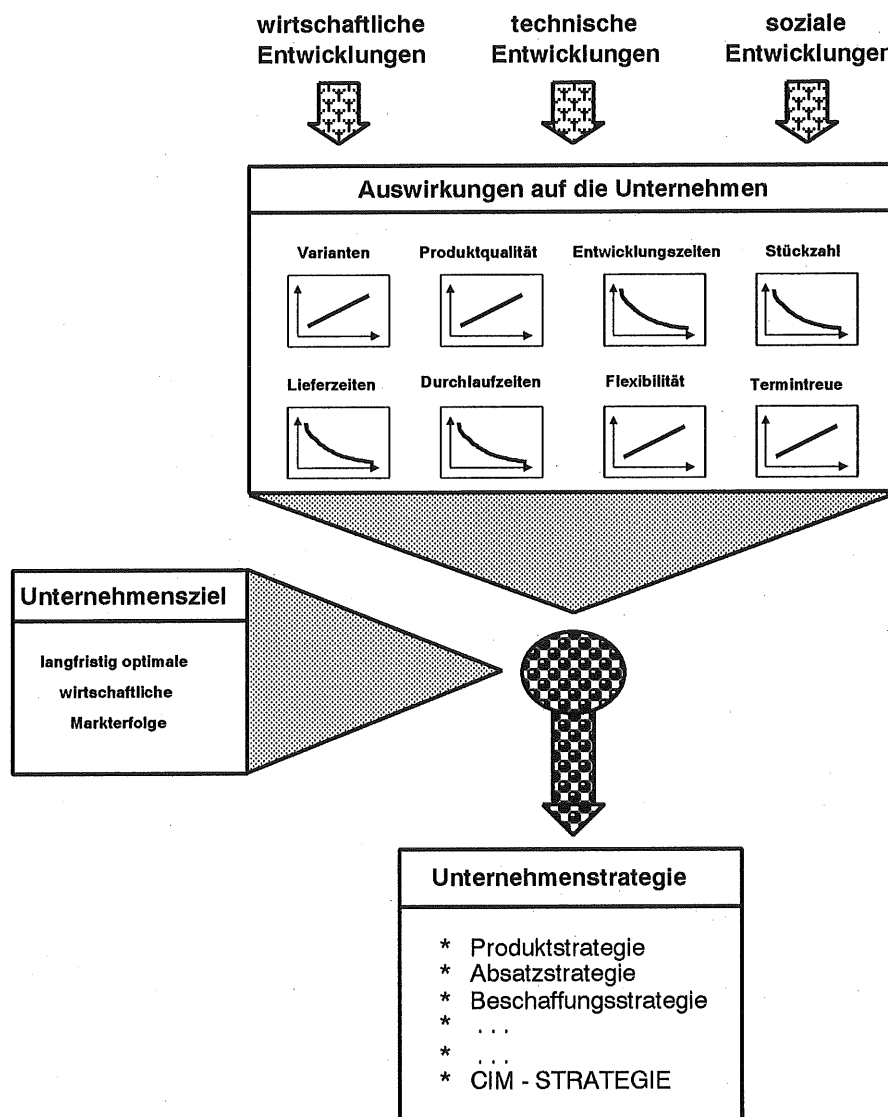 wirtschaftliche
Entwicklungen
technische
Entwicklungen
soziale
Entwicklungen
Auswirkungen auf die Unternehmen
Varianten
Produktqualität
Entwicklungszeiten
Stückzahl
Lieferzeiten
Durchlaufzeiten
Flexibilität
Termintreue
Unternehmensziel
langfristig optimale
wirtschaftliche
Markterfolge
Unternehmenstrategie
* Produktstrategie
* Absatzstrategie
* Beschaffungsstrategie
* . . .
* . . .
* CIM - STRATEGIE